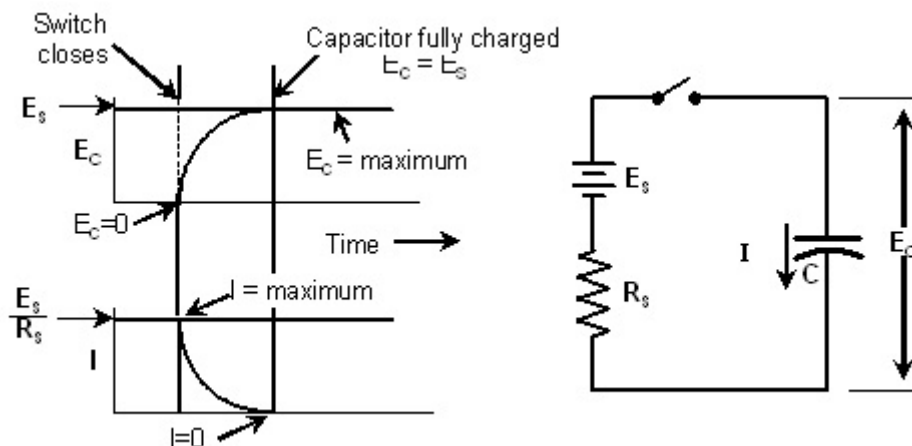 Switch
closes
Capacitor fully charged
E_c = E_s
E_s
E_c
E_c = maximum
E_c=0
Time
I = maximum
E_s
R_s
I
I=0
E_s
R_s
I
C
E_c